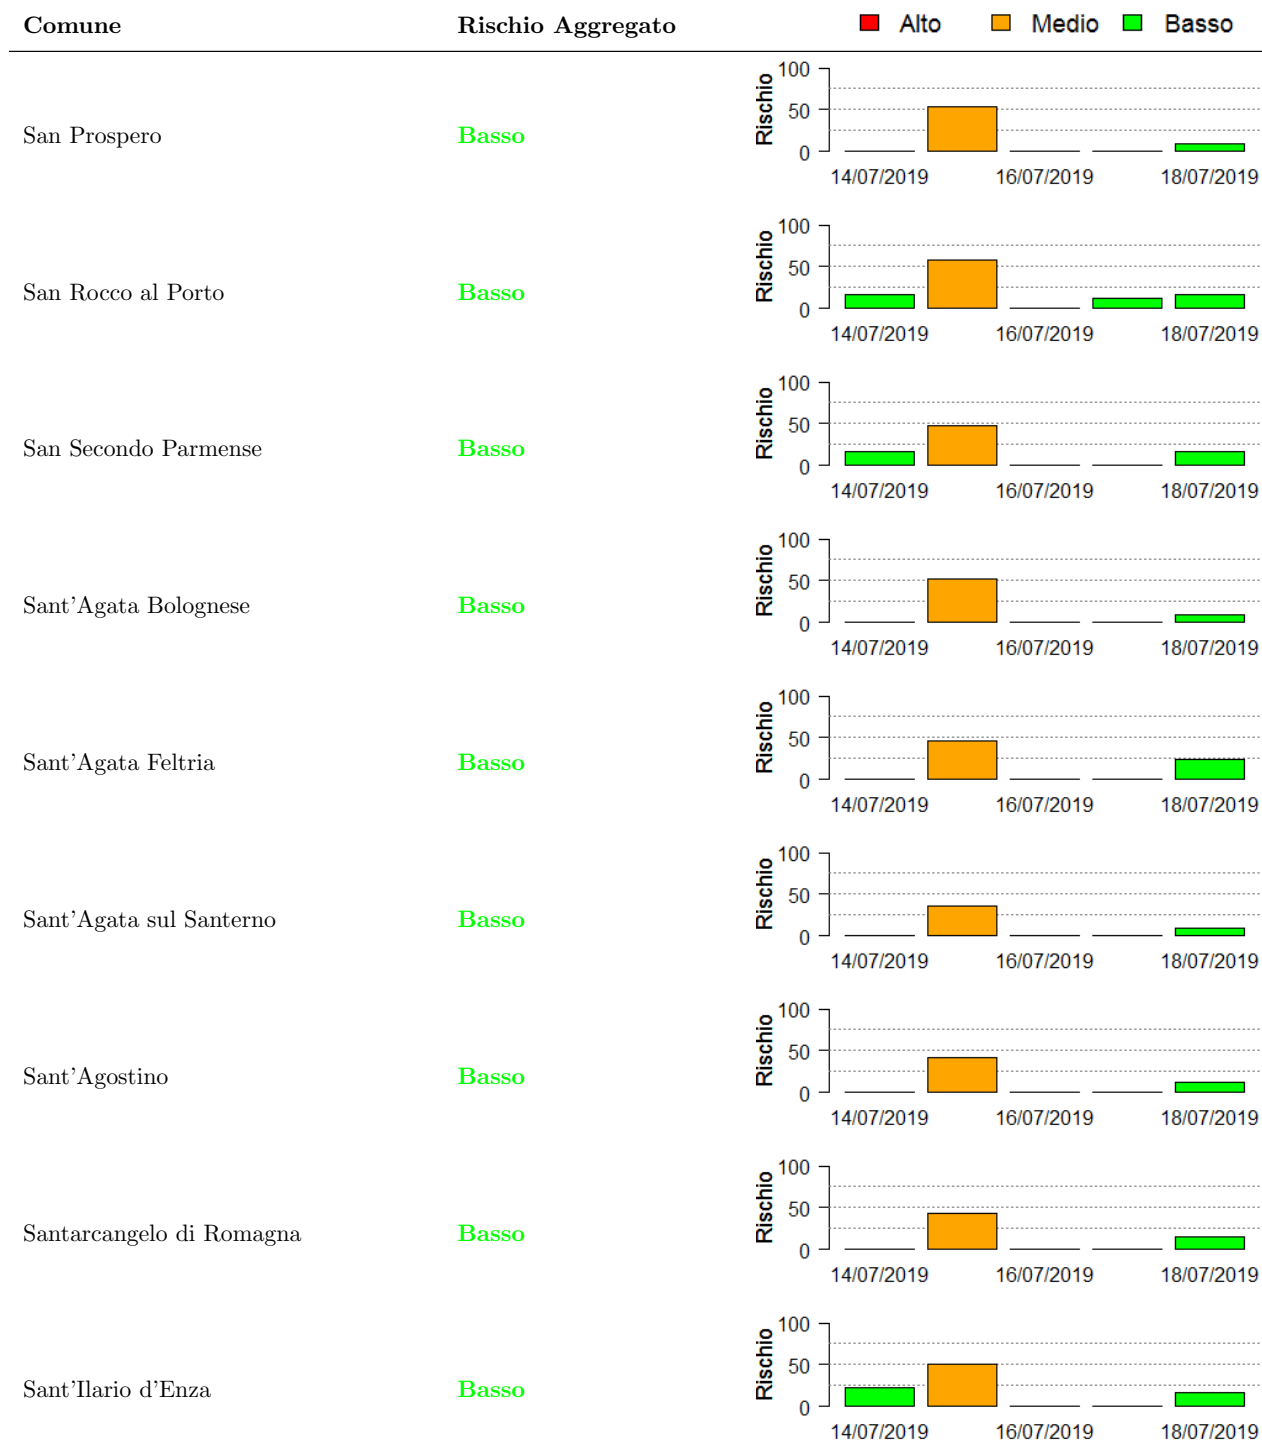 Comune Rischio Aggregato Alto Medio Basso
San Prospero Basso Rischio 100 50 0
14/07/2019 16/07/2019 18/07/2019
San Rocco al Porto Basso Rischio 100 50 0
14/07/2019 16/07/2019 18/07/2019
San Secondo Parmense Basso Rischio 100 50 0
14/07/2019 16/07/2019 18/07/2019
Sant'Agata Bolognese Basso Rischio 100 50 0
14/07/2019 16/07/2019 18/07/2019
Sant'Agata Feltria Basso Rischio 100 50 0
14/07/2019 16/07/2019 18/07/2019
Sant'Agata sul Santerno Basso Rischio 100 50 0
14/07/2019 16/07/2019 18/07/2019
Sant'Agostino Basso Rischio 100 50 0
14/07/2019 16/07/2019 18/07/2019
Santarcangelo di Romagna Basso Rischio 100 50 0
14/07/2019 16/07/2019 18/07/2019
Sant'Ilario d'Enza Basso Rischio 100 50 0
14/07/2019 16/07/2019 18/07/2019